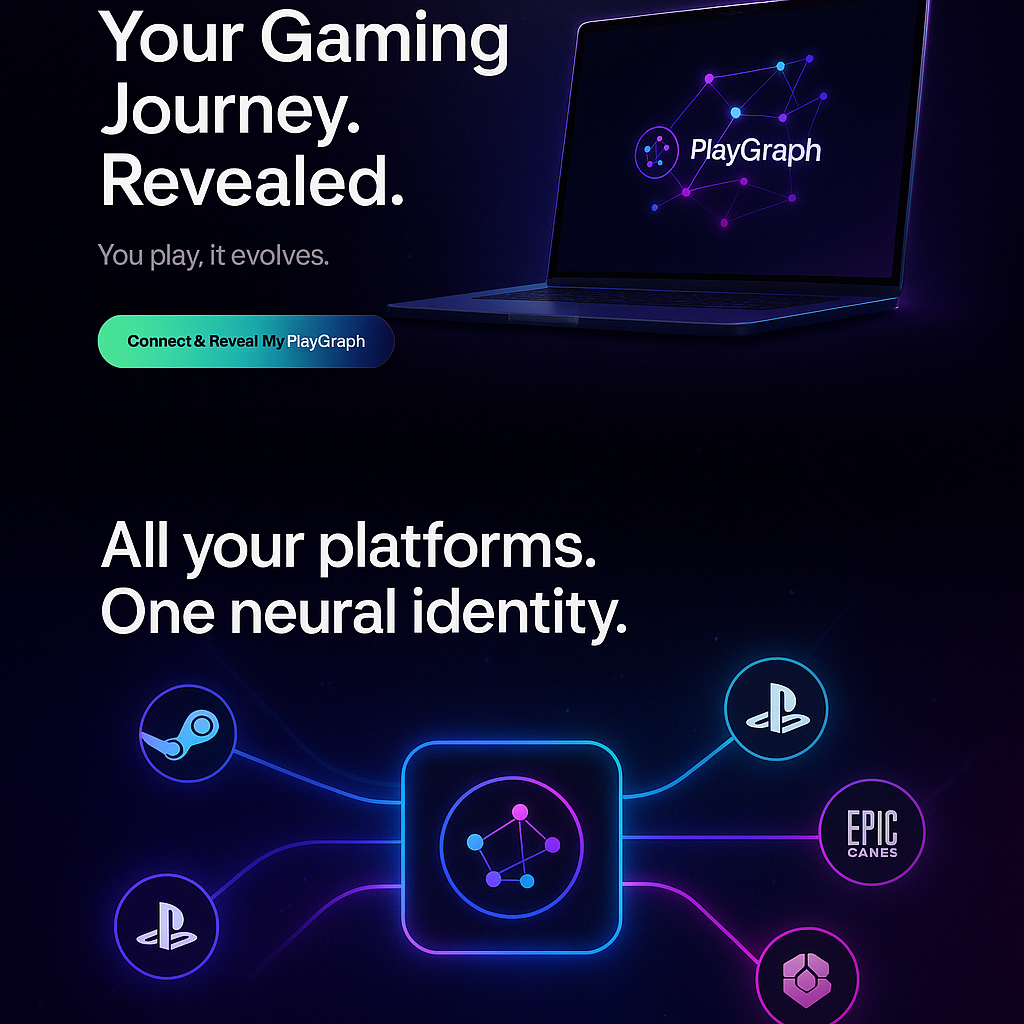 Your Gaming
Journey.
Revealed.
You play, it evolves.
Connect & Reveal My PlayGraph
PlayGraph
All your platforms.
One neural identity.
EPIC
CANES